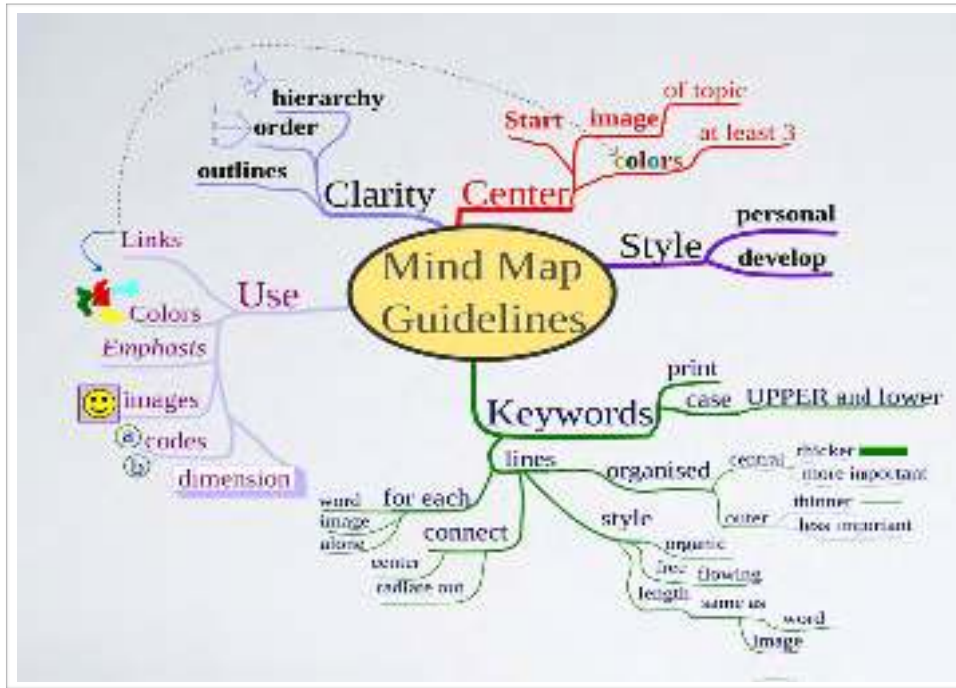 Mind Map
Guidelines
Center
Start
image
of topic
colors
at least 3
Style
personal
develop
Keywords
print
case
UPPER and lower
lines
organised
central
thicker
more important
outer
thinner
less important
style
organic
free
flowing
length
same as
word
image
connect
center
radiate out
for each
word
image
along
Use
Links
Colors
Emphasis
images
codes
a
b
dimension
Clarity
hierarchy
order
outlines